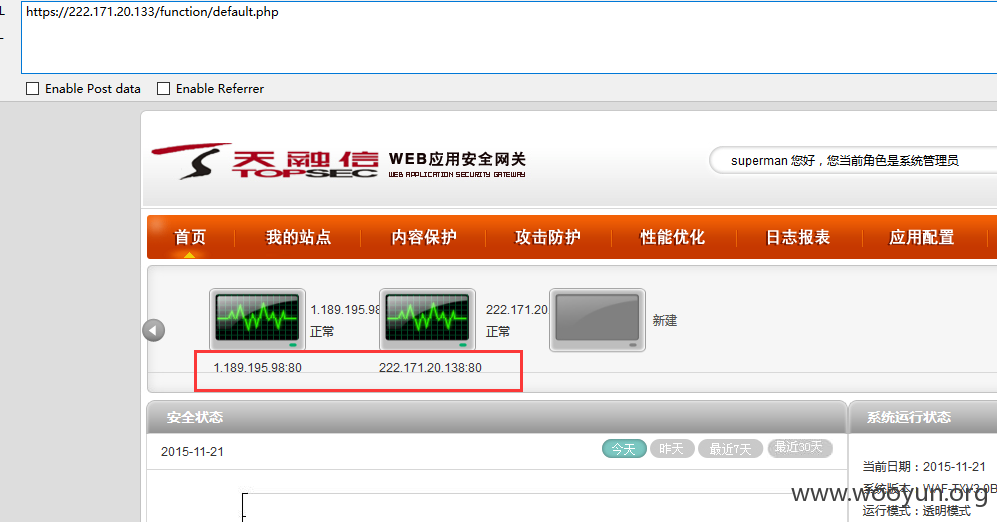 https://222.171.20.133/function/default.php
Enable Post data Enable Referrer
天融信 TOPSEC WEB应用安全网关
WEB APPLICATION SECURITY GATEWAY
superman 您好，您当前角色是系统管理员
首页 我的站点 内容保护 攻击防护 性能优化 日志报表 应用配置
1.189.195.98
正常
222.171.20
正常
新建
1.189.195.98:80 222.171.20.138:80
安全状态
2015-11-21 今天 昨天 最近7天 最近30天
系统运行状态
当前日期：2015-11-21
系统版本：WAF-TXV3.0B
运行模式：透明模式
www.wooyun.org